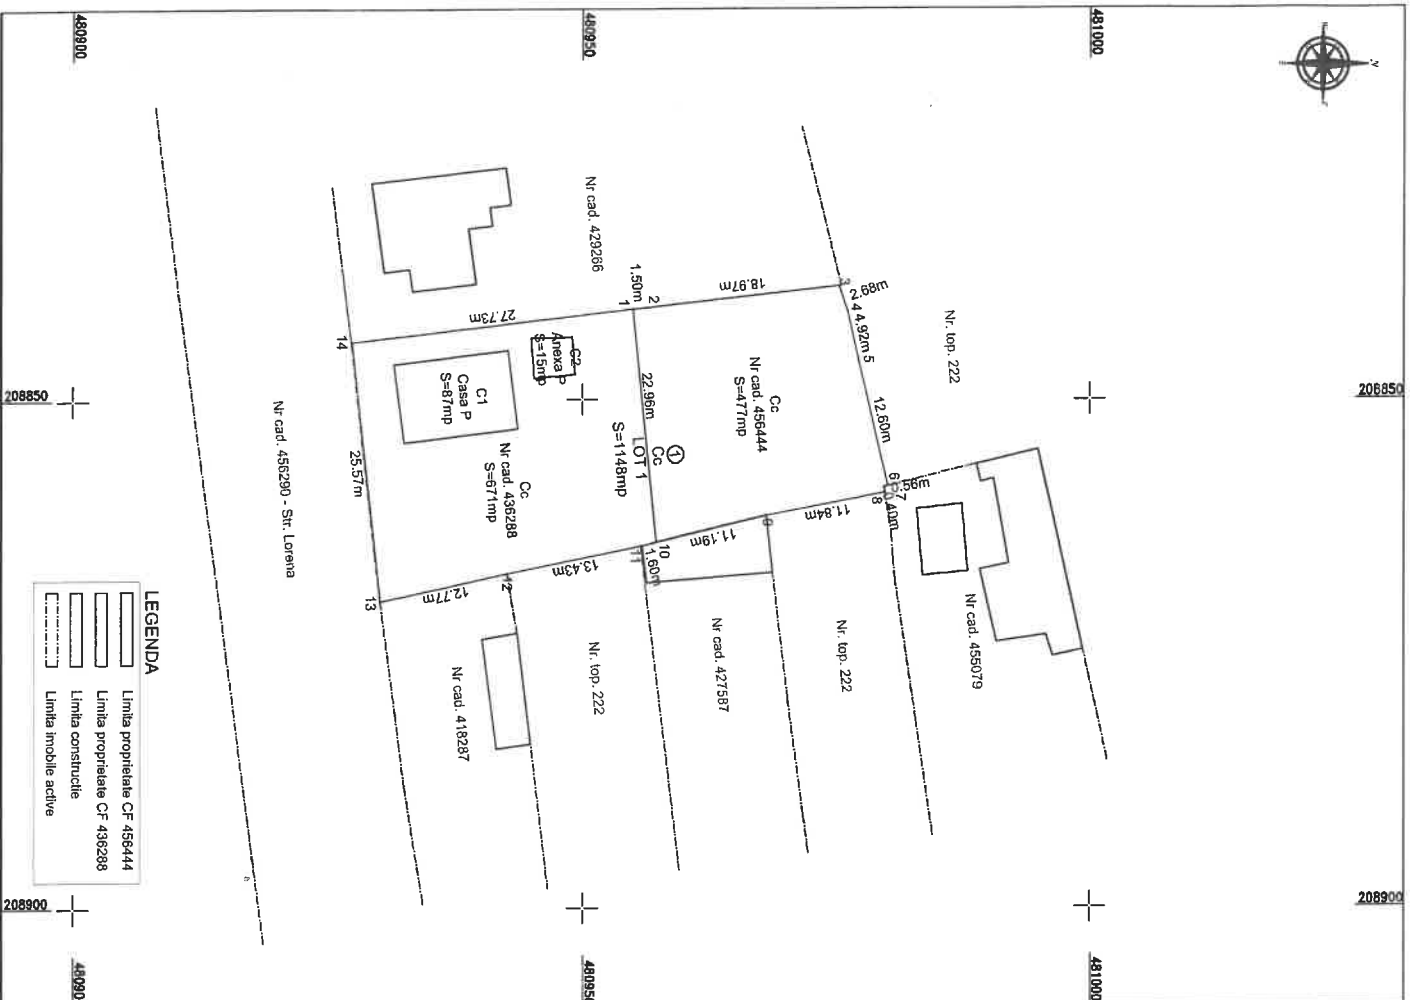 480900
480950
481000
N
208850
208900
208850
208900
480950
481000
Nr cad. 429266
Nr. top. 222
1.50m
2
1
18.97m
3
2.68m
4
4.92m
5
12.60m
6
7
8
27.73m
14
C2
Anexa P
S=15mp
C1
Casa P
S=87mp
22.96m
Cc
Nr cad. 456444
S=477mp
1
Cc
LOT 1
S=1148mp
Cc
Nr cad. 436288
S=671mp
25.57m
Nr cad. 456290 - Str. Lorena
11.84m
9
11.19m
10
1.60m
11
13.43m
12
12.77m
13
Nr cad. 455079
Nr. top. 222
Nr cad. 427587
Nr. top. 222
Nr cad. 418287
LEGENDA
Limita proprietate CF 456444
Limita proprietate CF 436288
Limita constructie
Limita imobile active